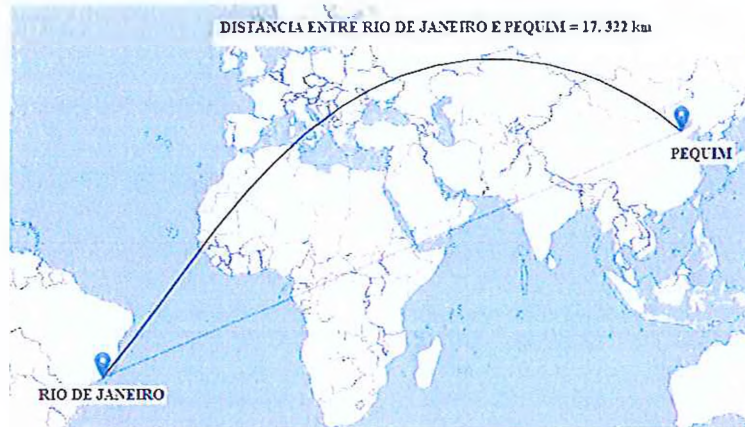 DISTÂNCIA ENTRE RIO DE JANEIRO E PEQUIM = 17. 322 km
PEQUIM
RIO DE JANEIRO